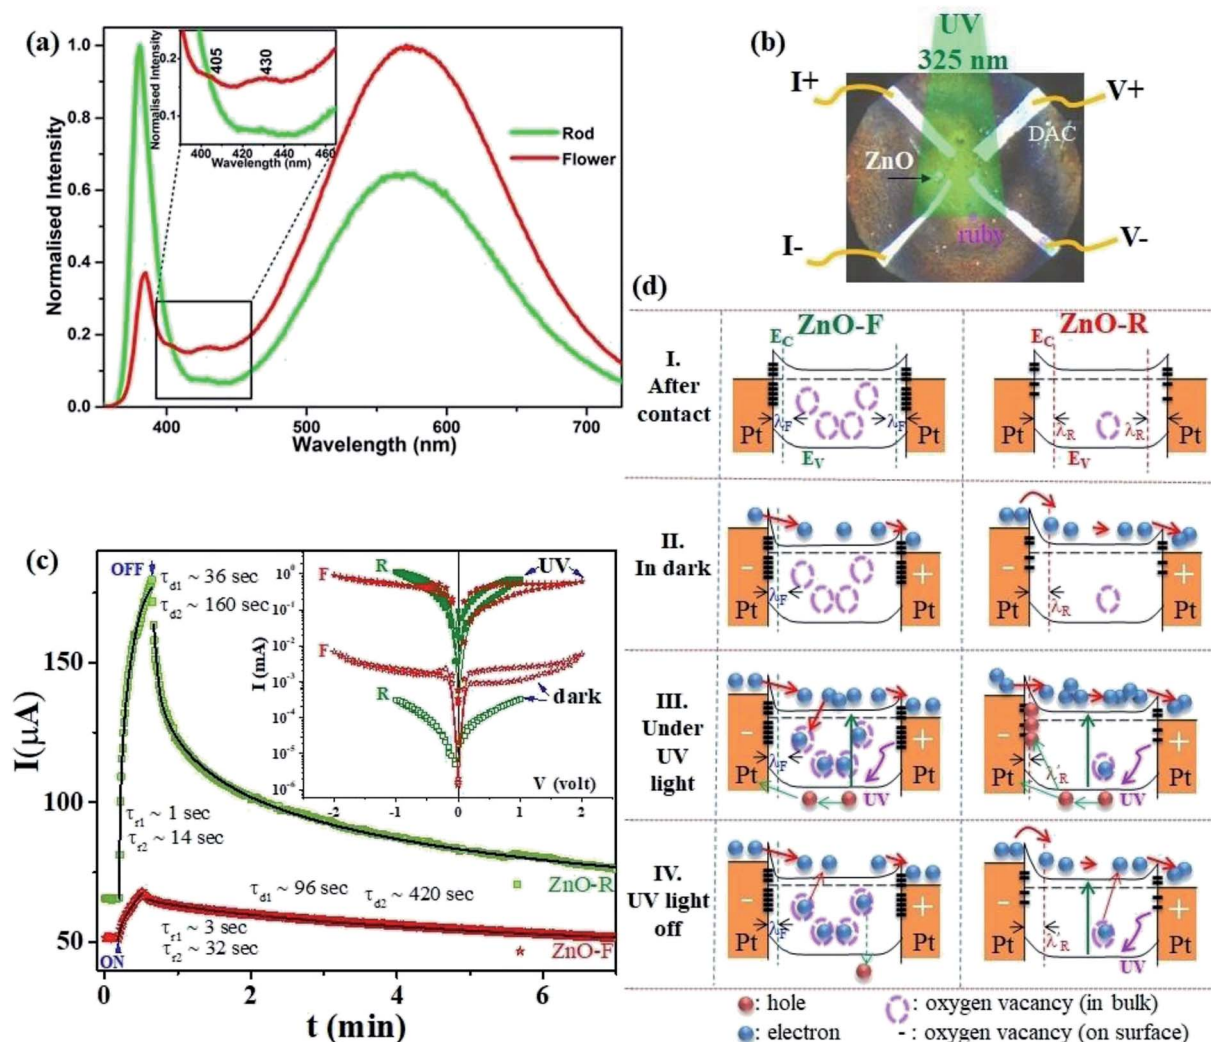 (a)
1.0
0.8
0.6
0.4
0.2
0.0
Normalised Intensity
400
500
600
700
Wavelength (nm)
Rod
Flower
0.2
0.1
Normalised Intensity
405
430
400
420
440
460
Wavelength (nm)
(b)
UV
325 nm
I+
V+
DAC
ZnO
ruby
I-
V-
(c)
150
100
50
I(μA)
0
2
4
6
t (min)
OFF
τd1 ~ 36 sec
τd2 ~ 160 sec
τr1 ~ 1 sec
τr2 ~ 14 sec
ZnO-R
τd1 ~ 96 sec
τd2 ~ 420 sec
τr1 ~ 3 sec
τr2 ~ 32 sec
ON
ZnO-F
I (mA)
10⁰
10⁻¹
10⁻²
10⁻³
10⁻⁴
10⁻⁵
10⁻⁶
F
R
UV
F
R
dark
V (volt)
-2
-1
0
1
2
(d)
ZnO-F
ZnO-R
I.
After
contact
EC
λF
λF
Pt
Pt
EV
EC
λR
λR
Pt
Pt
EV
II.
In dark
-
+
λF
Pt
Pt
-
+
λR
Pt
Pt
III.
Under
UV
light
-
+
λF
Pt
Pt
UV
-
+
λ'R
Pt
Pt
UV
IV.
UV light
off
-
+
λF
Pt
Pt
-
+
λ'R
Pt
Pt
UV
: hole
: oxygen vacancy (in bulk)
: electron
- : oxygen vacancy (on surface)